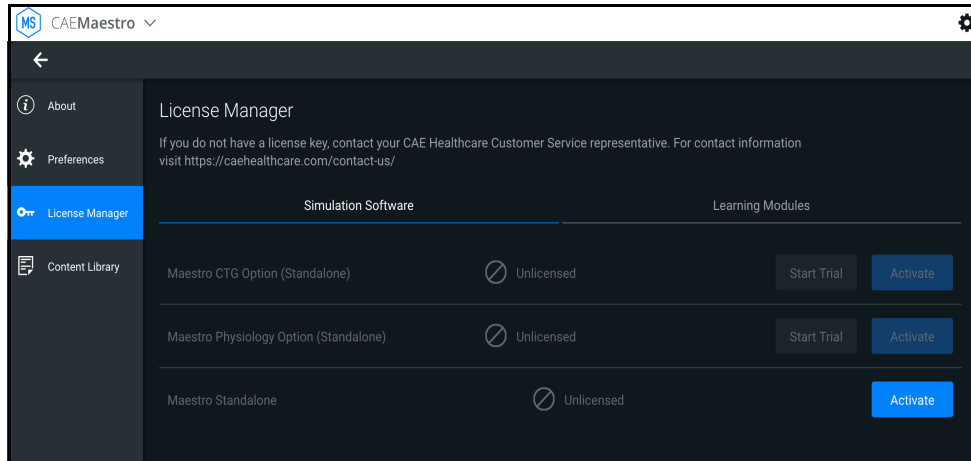 MS CAEMaestro
About
Preferences
License Manager
Content Library
License Manager
If you do not have a license key, contact your CAE Healthcare Customer Service representative. For contact information
visit https://caehealthcare.com/contact-us/
Simulation Software Learning Modules
Maestro CTG Option (Standalone) Unlicensed Start Trial Activate
Maestro Physiology Option (Standalone) Unlicensed Start Trial Activate
Maestro Standalone Unlicensed Activate